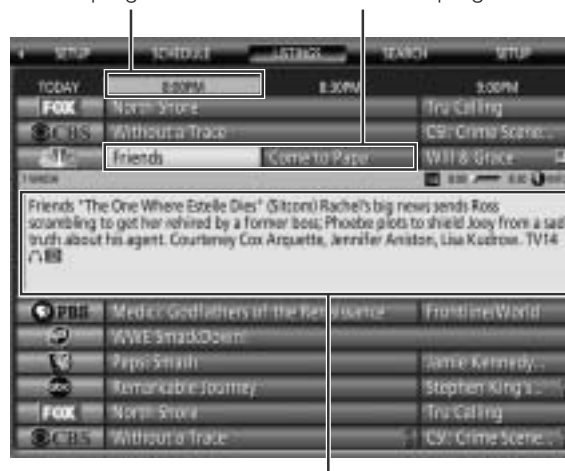 SETUP SCHEDULE LISTINGS SEARCH SETUP
TODAY 8:00PM 8:30PM 9:00PM
FOX North Shore Tru Calling
CBS Without a Trace CSI: Crime Scene...
Friends Come to Papa Will & Grace
Friends "The One Where Estelle Dies" (Sitcom) Rachel's big news sends Ross
scrambling to get her rehired by a former boss; Phoebe plots to shield Joey from a sad
truth about his agent. Courteney Cox Arquette, Jennifer Aniston, Lisa Kudrow. TV14
PBS Medici: Godfathers of the Renaissance Frontline/World
WWE SmackDown!
Pepsi Smash Jamie Kennedy...
abc Remarkable Journey Stephen King's...
FOX North Shore Tru Calling
CBS Without a Trace CSI: Crime Scene...